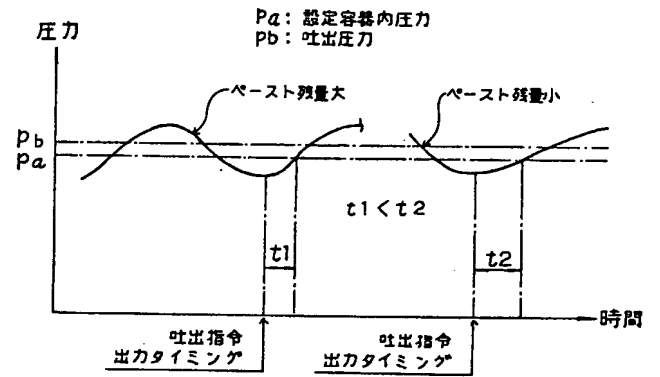 Pa：設定容器内圧力
Pb：吐出圧力
圧力
ペースト残量大
ペースト残量小
Pb
Pa
t1<t2
t1
t2
時間
吐出指令
出力タイミング
吐出指令
出力タイミング